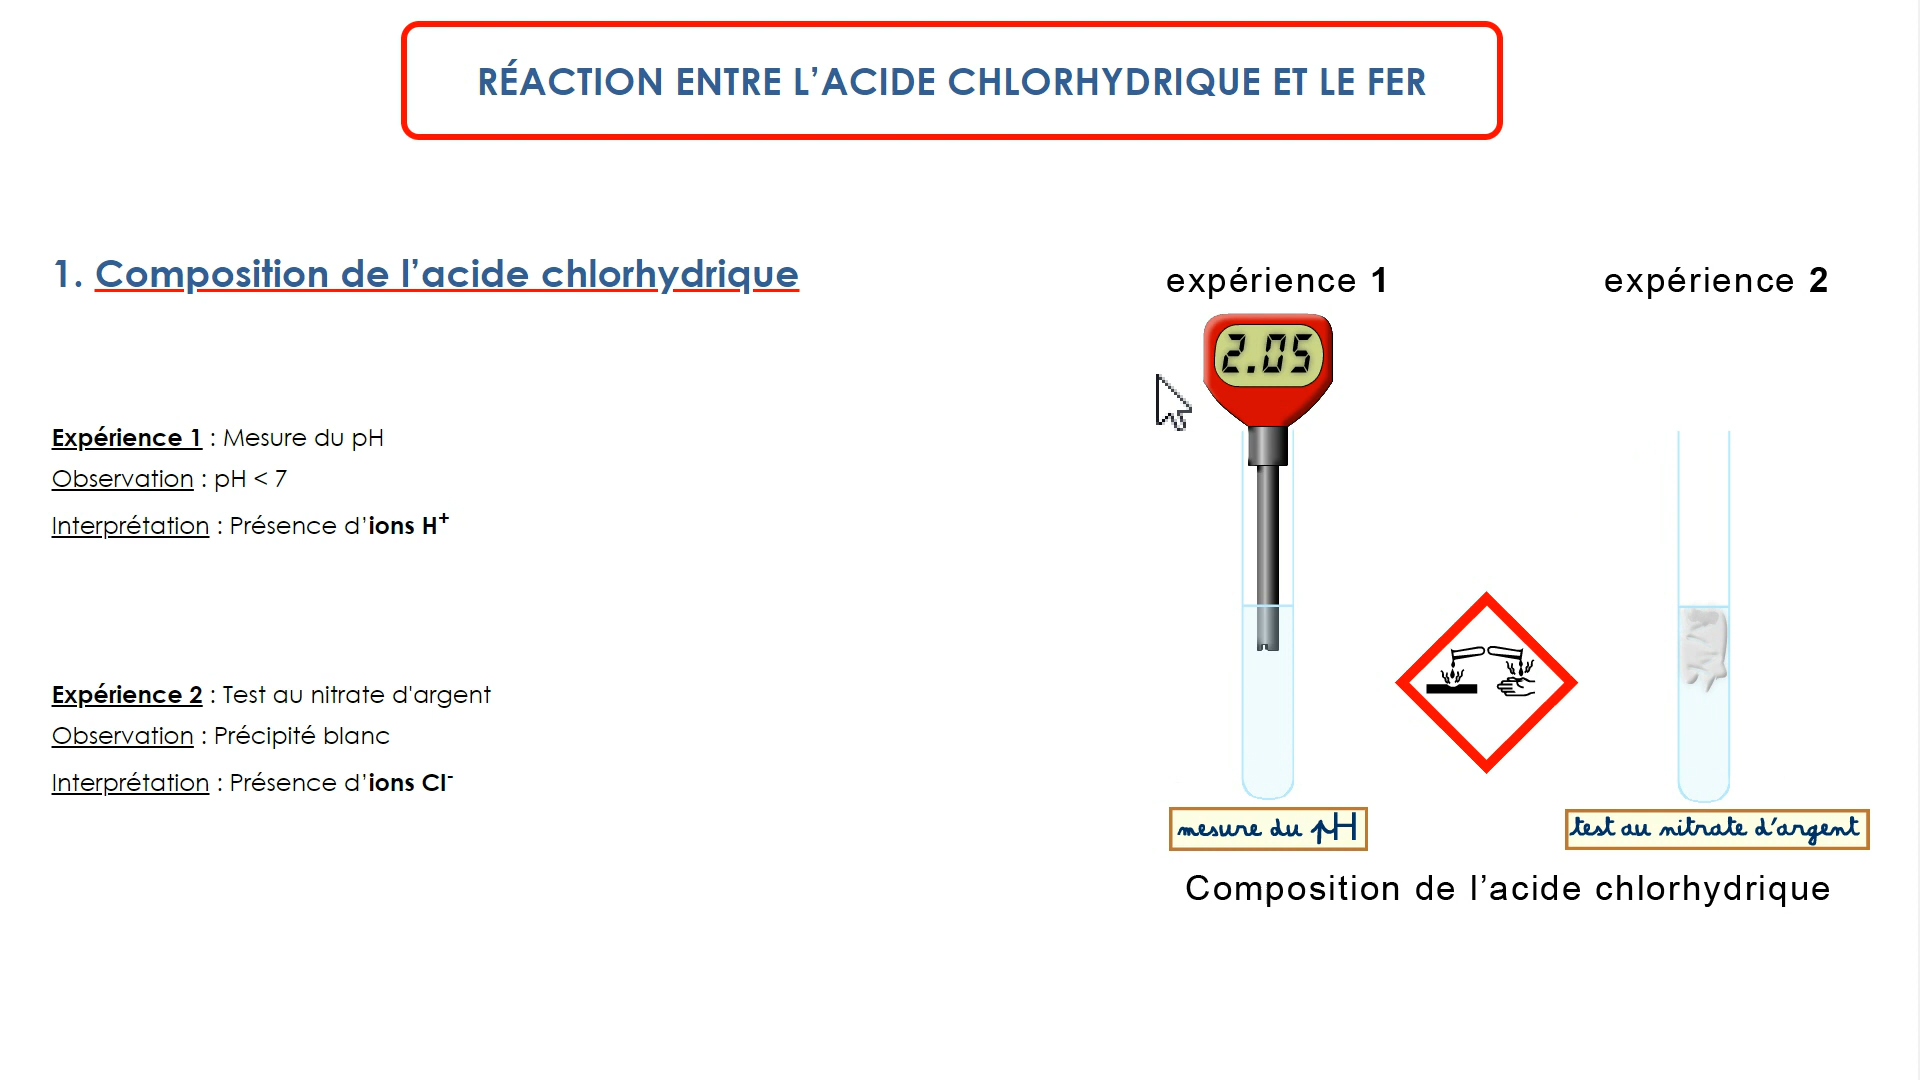 RÉACTION ENTRE L’ACIDE CHLORHYDRIQUE ET LE FER
1. Composition de l’acide chlorhydrique
Expérience 1 : Mesure du pH
Observation : pH < 7
Interprétation : Présence d’ions H⁺
Expérience 2 : Test au nitrate d'argent
Observation : Précipité blanc
Interprétation : Présence d’ions Cl⁻
expérience 1
expérience 2
2.05
mesure du pH
test au nitrate d’argent
Composition de l’acide chlorhydrique